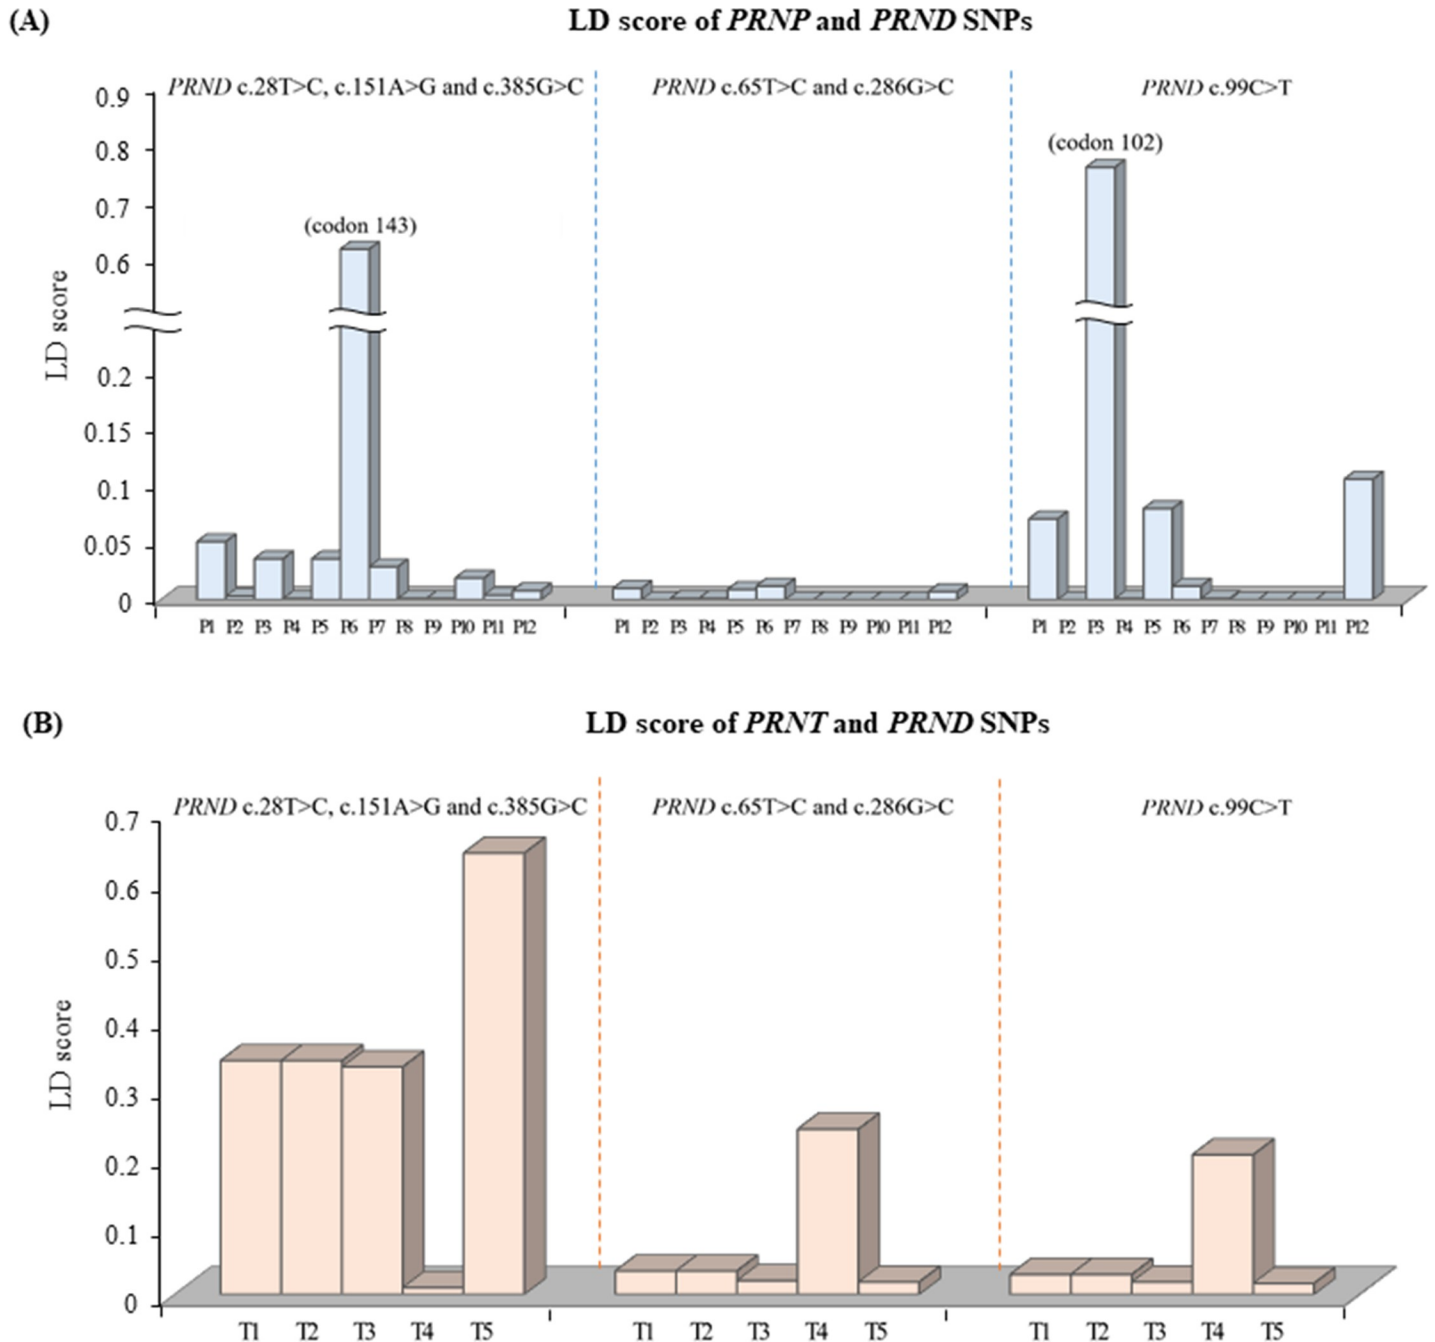 (A)
LD score of PRNP and PRND SNPs
PRND c.28T>C, c.151A>G and c.385G>C
PRND c.65T>C and c.286G>C
PRND c.99C>T
0.9
0.8
0.7
0.6
0.2
0.15
0.1
0.05
0
LD score
(codon 143)
(codon 102)
P1 P2 P3 P4 P5 P6 P7 P8 P9 P10 P11 P12
P1 P2 P3 P4 P5 P6 P7 P8 P9 P10 P11 P12
P1 P2 P3 P4 P5 P6 P7 P8 P9 P10 P11 P12
(B)
LD score of PRNT and PRND SNPs
PRND c.28T>C, c.151A>G and c.385G>C
PRND c.65T>C and c.286G>C
PRND c.99C>T
0.7
0.6
0.5
0.4
0.3
0.2
0.1
0
LD score
T1 T2 T3 T4 T5
T1 T2 T3 T4 T5
T1 T2 T3 T4 T5